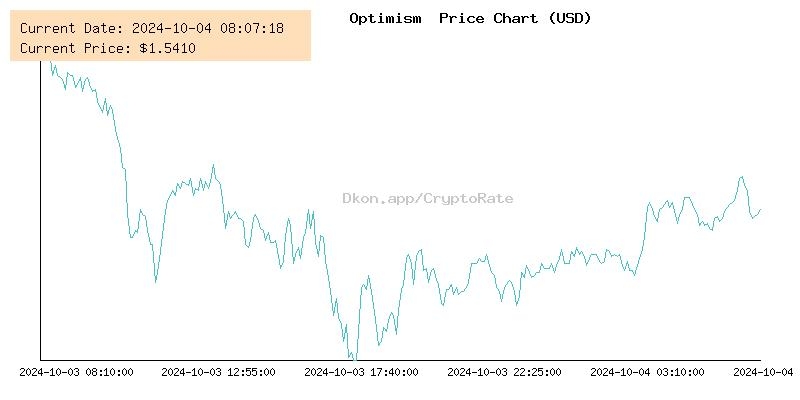 Optimism  Price Chart (USD)
Current Date: 2024-10-04 08:07:18
Current Price: $1.5410
Dkon.app/CryptoRate
2024-10-03 08:10:00 2024-10-03 12:55:00 2024-10-03 17:40:00 2024-10-03 22:25:00 2024-10-04 03:10:00 2024-10-04